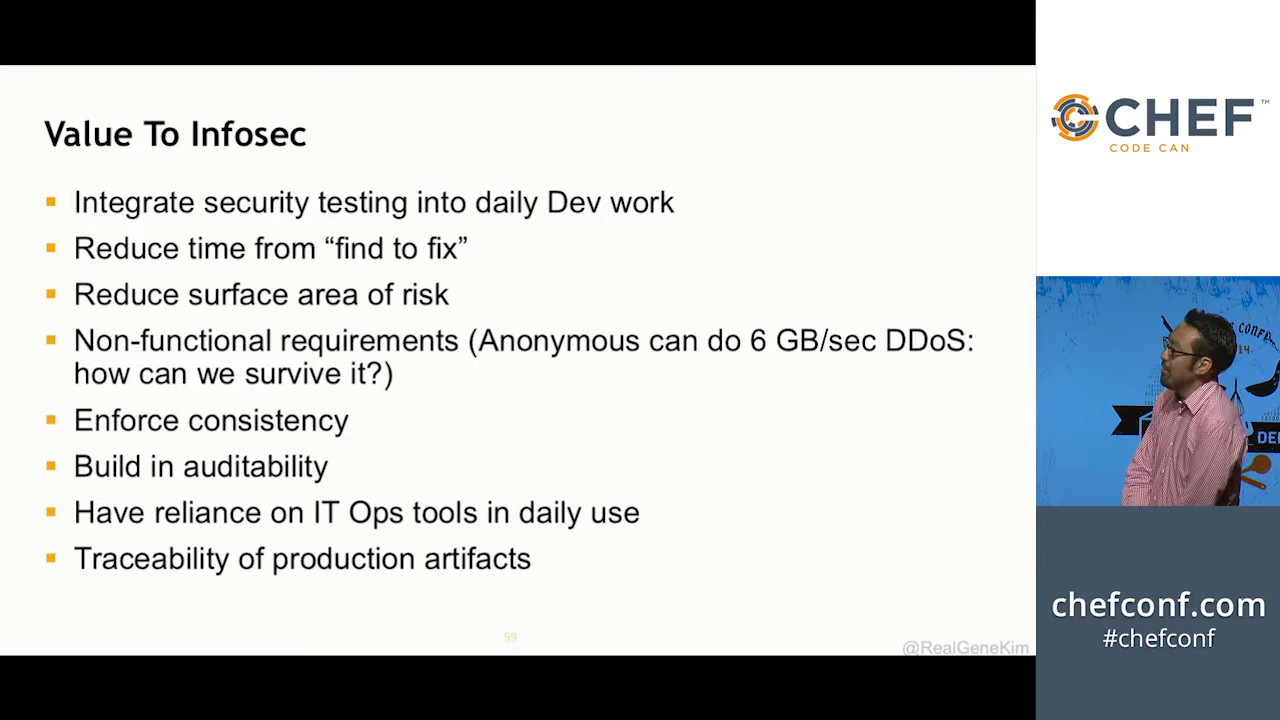 Value To Infosec
Integrate security testing into daily Dev work
Reduce time from “find to fix”
Reduce surface area of risk
Non-functional requirements (Anonymous can do 6 GB/sec DDoS:
how can we survive it?)
Enforce consistency
Build in auditability
Have reliance on IT Ops tools in daily use
Traceability of production artifacts
59
@RealGeneKim
CHEF™
CODE CAN
chefconf.com
#chefconf